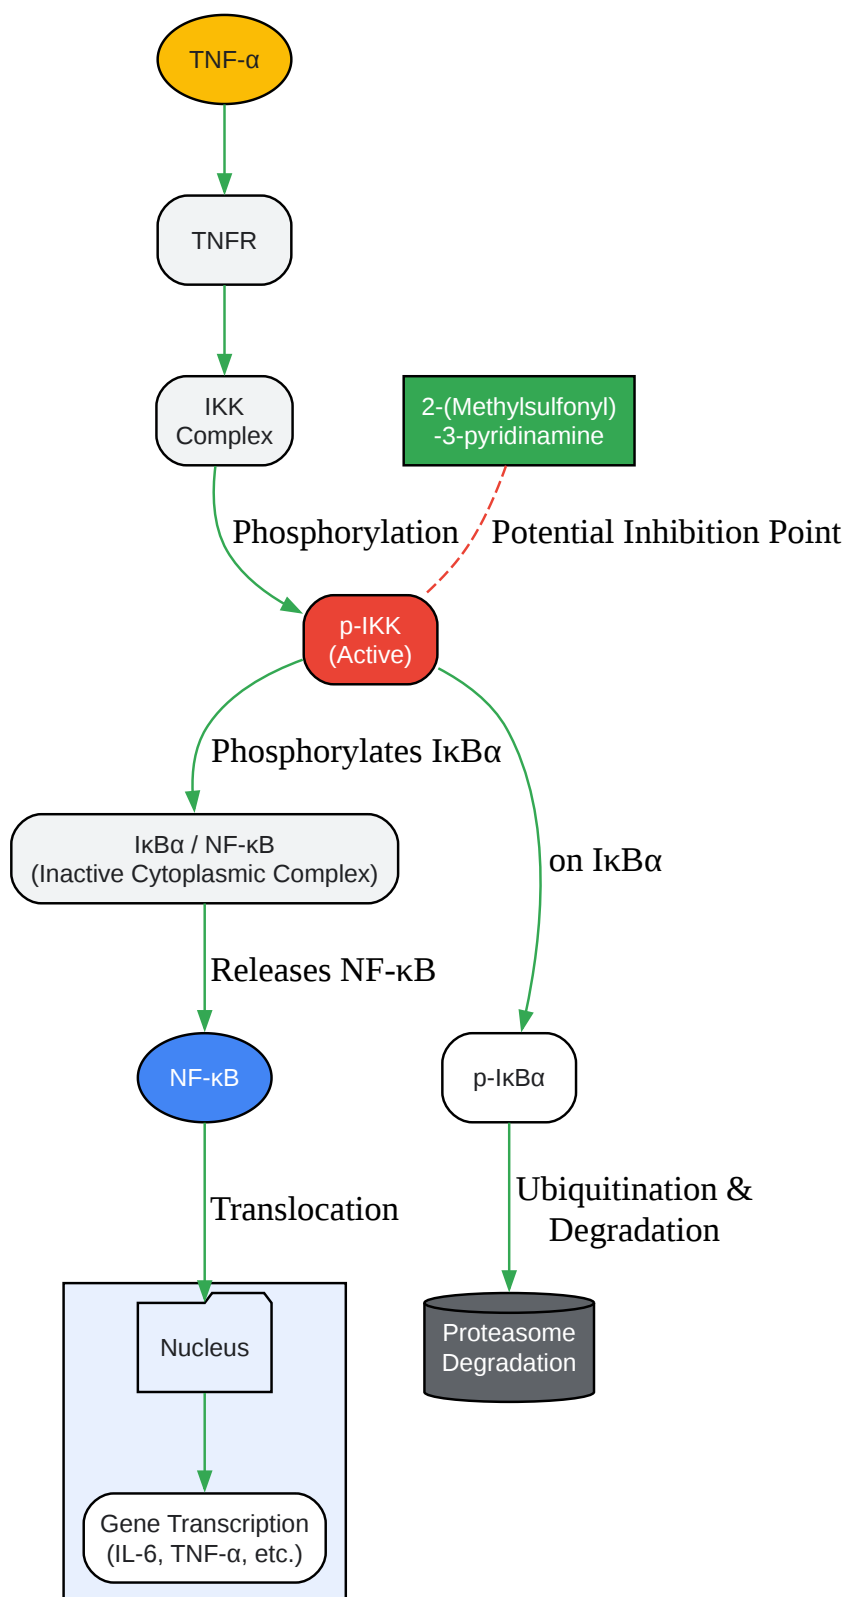 TNF-α
TNFR
IKK
Complex
2-(Methylsulfonyl)
-3-pyridinamine
Phosphorylation
Potential Inhibition Point
p-IKK
(Active)
Phosphorylates IκBα
IκBα / NF-κB
(Inactive Cytoplasmic Complex)
on IκBα
Releases NF-κB
NF-κB
p-IκBα
Translocation
Ubiquitination &
Degradation
Nucleus
Proteasome
Degradation
Gene Transcription
(IL-6, TNF-α, etc.)